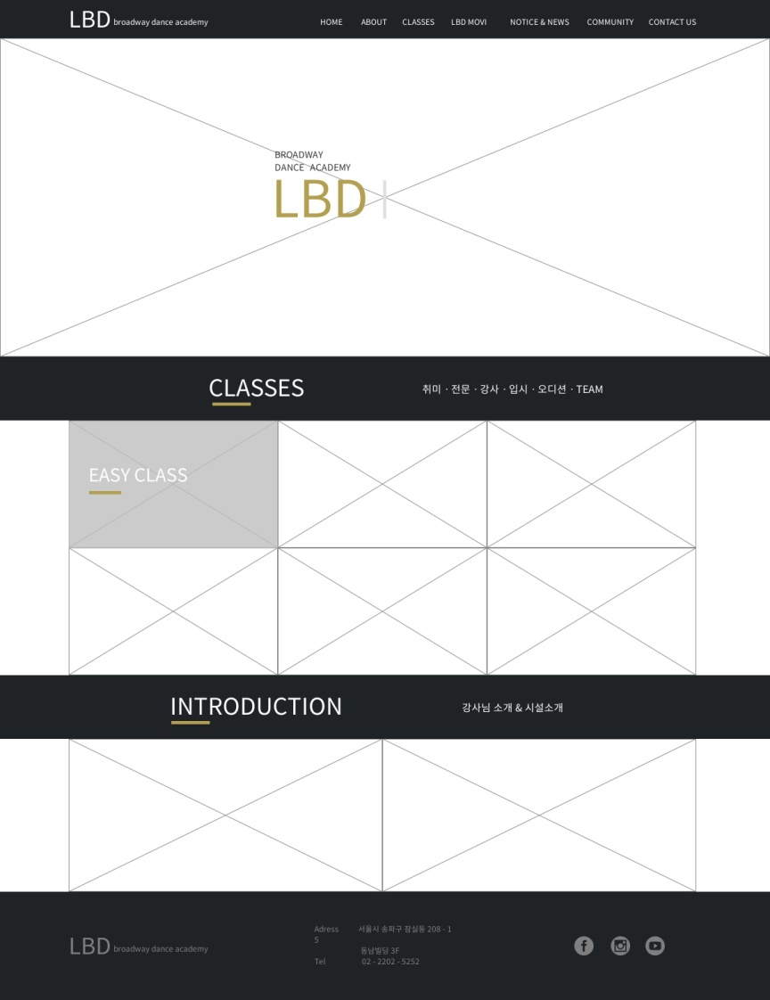 LBD broadway dance academy
HOME ABOUT CLASSES LBD MOVI NOTICE & NEWS COMMUNITY CONTACT US
BROADWAY
DANCE ACADEMY
LBD
CLASSES
취미 · 전문 · 강사 · 입시 · 오디션 · TEAM
EASY CLASS
INTRODUCTION
강사님 소개 & 시설소개
LBD broadway dance academy
Adress 서울시 송파구 잠실동 208 - 1
5
동남빌딩 3F
Tel 02 - 2202 - 5252